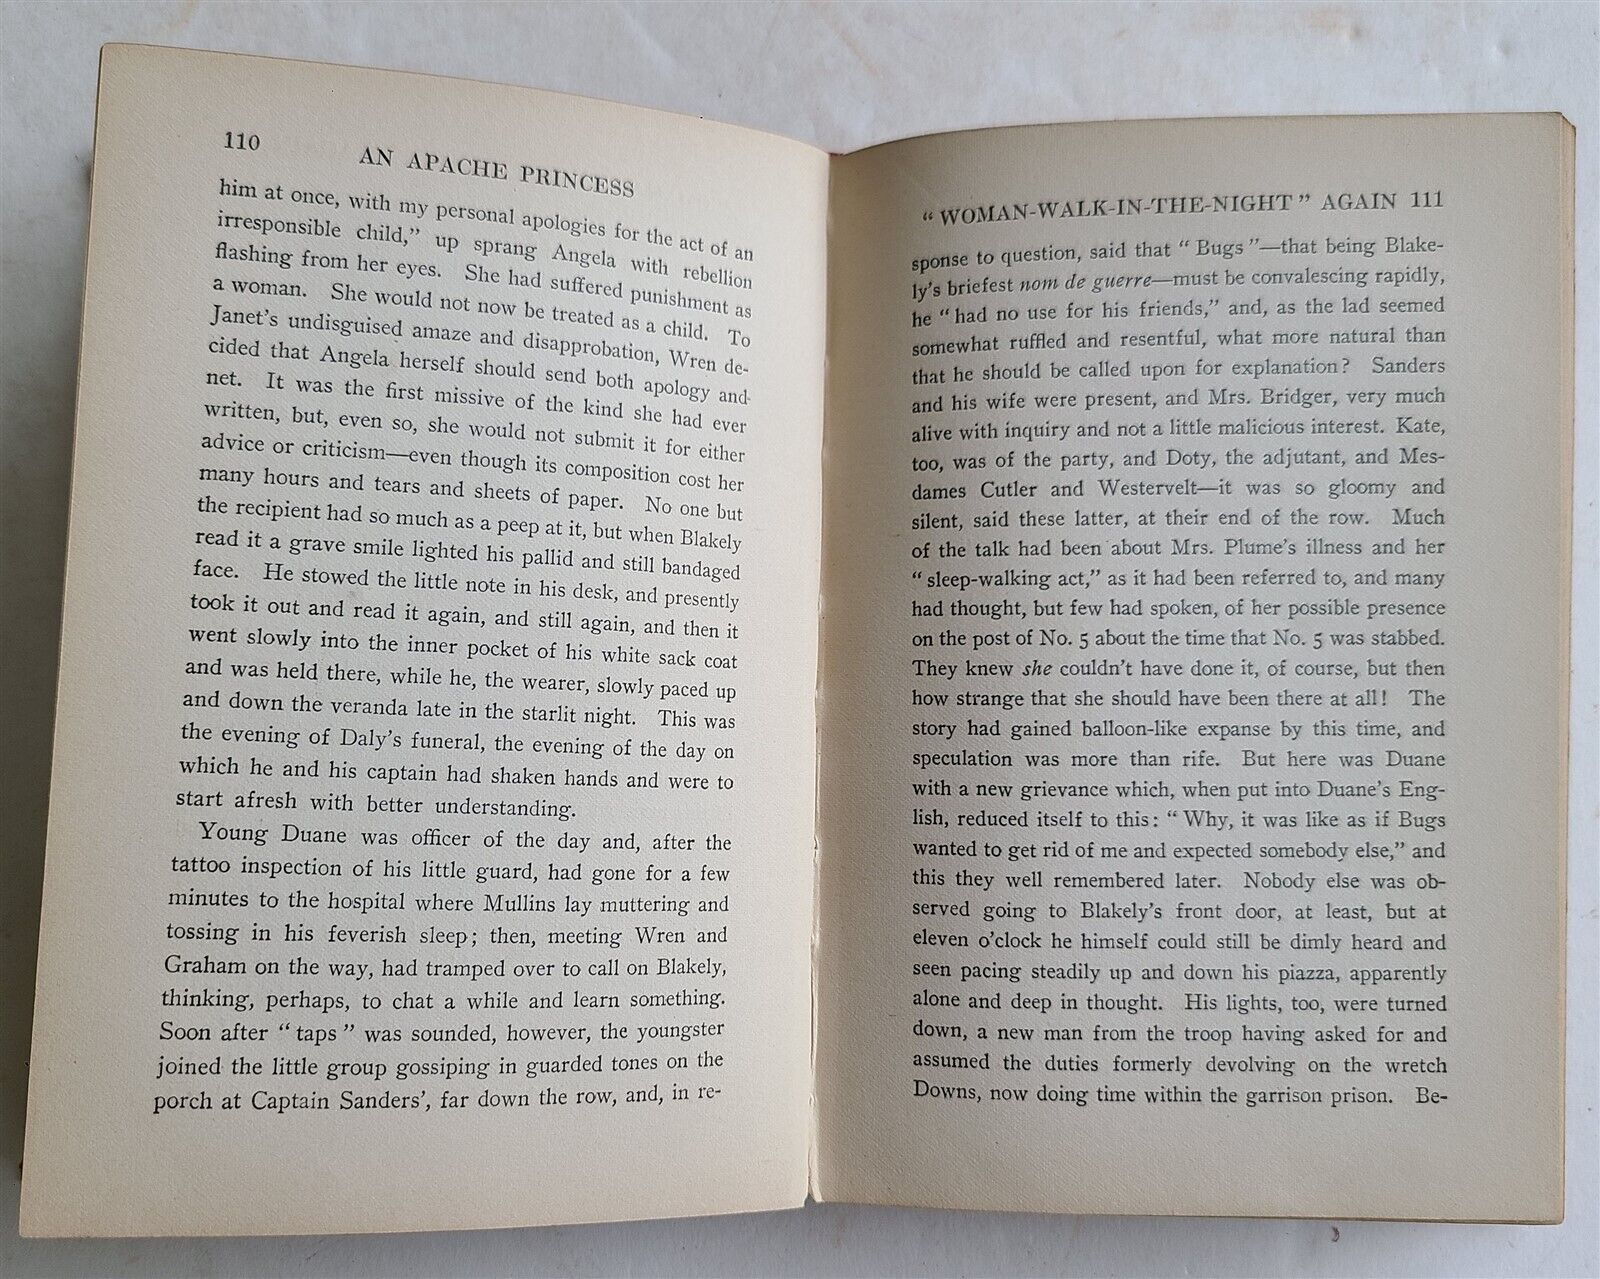 110
AN APACHE PRINCESS
him at once, with my personal apologies for the act of an
irresponsible child,” up sprang Angela with rebellion
flashing from her eyes. She had suffered punishment as
a woman. She would not now be treated as a child. To
Janet's undisguised amaze and disapprobation, Wren de-
cided that Angela herself should send both apology and
net. It was the first missive of the kind she had ever
written, but, even so, she would not submit it for either
advice or criticism—even though its composition cost her
many hours and tears and sheets of paper. No one but
the recipient had so much as a peep at it, but when Blakely
read it a grave smile lighted his pallid and still bandaged
face. He stowed the little note in his desk, and presently
took it out and read it again, and still again, and then it
went slowly into the inner pocket of his white sack coat
and was held there, while he, the wearer, slowly paced up
and down the veranda late in the starlit night. This was
the evening of Daly's funeral, the evening of the day on
which he and his captain had shaken hands and were to
start afresh with better understanding.
Young Duane was officer of the day and, after the
tattoo inspection of his little guard, had gone for a few
minutes to the hospital where Mullins lay muttering and
tossing in his feverish sleep; then, meeting Wren and
Graham on the way, had tramped over to call on Blakely,
thinking, perhaps, to chat a while and learn something.
Soon after “taps” was sounded, however, the youngster
joined the little group gossiping in guarded tones on the
porch at Captain Sanders', far down the row, and, in re-
“WOMAN-WALK-IN-THE-NIGHT” AGAIN 111
sponse to question, said that “Bugs”—that being Blake-
ly's briefest nom de guerre—must be convalescing rapidly,
he “had no use for his friends,” and, as the lad seemed
somewhat ruffled and resentful, what more natural than
that he should be called upon for explanation? Sanders
and his wife were present, and Mrs. Bridger, very much
alive with inquiry and not a little malicious interest. Kate,
too, was of the party, and Doty, the adjutant, and Mes-
dames Cutler and Westervelt—it was so gloomy and
silent, said these latter, at their end of the row. Much
of the talk had been about Mrs. Plume's illness and her
“sleep-walking act,” as it had been referred to, and many
had thought, but few had spoken, of her possible presence
on the post of No. 5 about the time that No. 5 was stabbed.
They knew she couldn't have done it, of course, but then
how strange that she should have been there at all! The
story had gained balloon-like expanse by this time, and
speculation was more than rife. But here was Duane
with a new grievance which, when put into Duane's Eng-
lish, reduced itself to this: “Why, it was like as if Bugs
wanted to get rid of me and expected somebody else,” and
this they well remembered later. Nobody else was ob-
served going to Blakely's front door, at least, but at
eleven o'clock he himself could still be dimly heard and
seen pacing steadily up and down his piazza, apparently
alone and deep in thought. His lights, too, were turned
down, a new man from the troop having asked for and
assumed the duties formerly devolving on the wretch
Downs, now doing time within the garrison prison. Be-